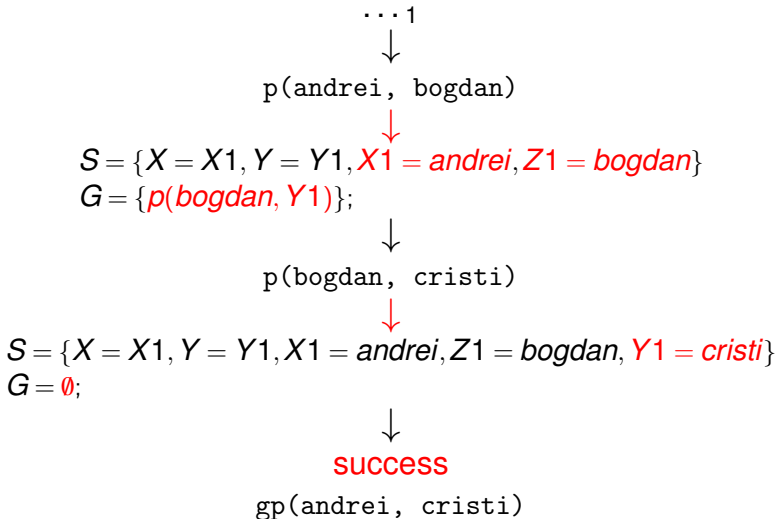 ··· 1
↓
p(andrei, bogdan)
↓
S = {X = X1, Y = Y1, X1 = andrei, Z1 = bogdan}
G = {p(bogdan, Y1)};
↓
p(bogdan, cristi)
↓
S = {X = X1, Y = Y1, X1 = andrei, Z1 = bogdan, Y1 = cristi}
G = ∅;
↓
success
gp(andrei, cristi)